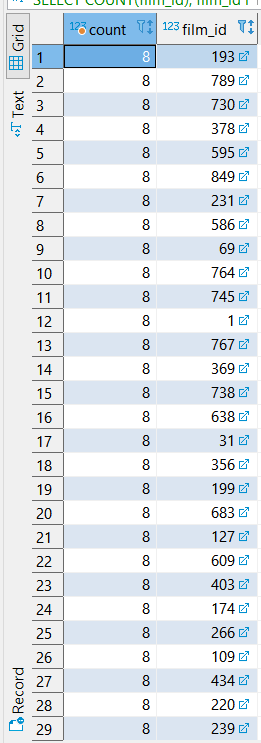 SELECT COUNT(film_id), film_id
Grid
Text
Record
123 count 123 film_id
1 8 193
2 8 789
3 8 730
4 8 378
5 8 595
6 8 849
7 8 231
8 8 586
9 8 69
10 8 764
11 8 745
12 8 1
13 8 767
14 8 369
15 8 738
16 8 638
17 8 31
18 8 356
19 8 199
20 8 683
21 8 127
22 8 609
23 8 403
24 8 174
25 8 266
26 8 109
27 8 434
28 8 220
29 8 239